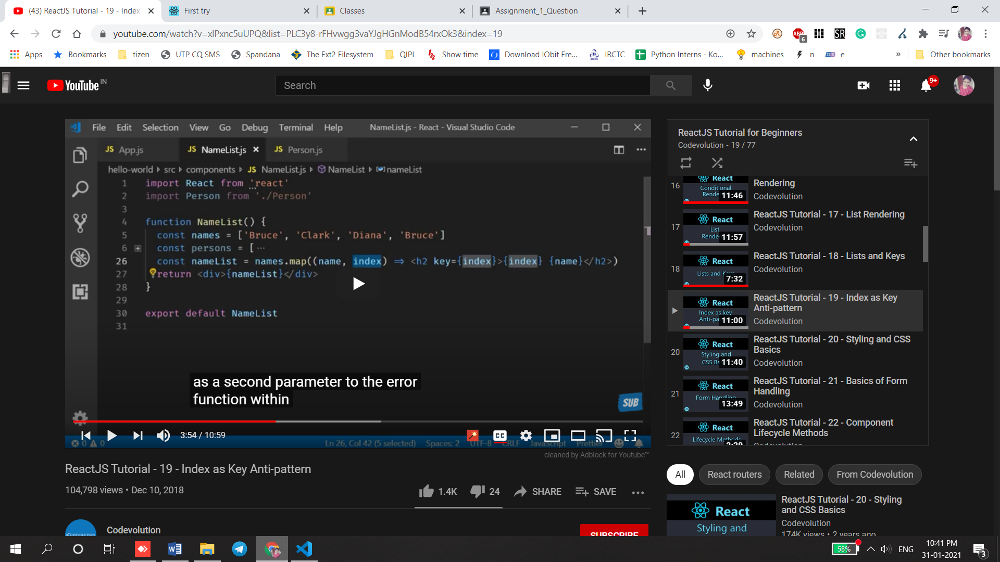 (43) ReactJS Tutorial - 19 - Index
First try
Classes
Assignment_1_Question
youtube.com/watch?v=xlPxnc5uUPQ&list=PLC3y8-rFHvwgg3vaYJgHGnModB54rxOk3&index=19
ABP
6
SR
Apps
Bookmarks
tizen
UTP CQ SMS
Spandana
The Ext2 Filesystem
QIPL
Show time
Download IObit Fre...
IRCTC
Python Interns - Ko...
machines
n
e
»
Other bookmarks
YouTube IN
Search
9+
File Edit Selection View Go Debug Terminal Help
NameList.js - React - Visual Studio Code
JS App.js
JS NameList.js
JS Person.js
hello-world src components JS NameList.js NameList nameList
1 import React from 'react'
2 import Person from './Person'
3
4 function NameList() {
5 const names = ['Bruce', 'Clark', 'Diana', 'Bruce']
6 const persons = [ ...
26 const nameList = names.map((name, index) => <h2 key={index}>{index} {name}</h2>)
27 return <div>{nameList}</div>
28 }
29
30 export default NameList
31
as a second parameter to the error
function within
SUB
3:54 / 10:59
CC
0 0
Ln 26, Col 42 (5 selected) Spaces: 2 UTF-8 CRLF JavaScript Prettier
cleaned by Adblock for Youtube™
ReactJS Tutorial - 19 - Index as Key Anti-pattern
104,798 views • Dec 10, 2018
1.4K
24
SHARE
SAVE
Codevolution
SUBSCRIBE
ReactJS Tutorial for Beginners
Codevolution - 19 / 77
16
React
Conditional
Rende
11:46
Rendering
Codevolution
17
React
List
Rende
11:57
ReactJS Tutorial - 17 - List Rendering
Codevolution
18
React
Lists and Keys
7:32
ReactJS Tutorial - 18 - Lists and Keys
Codevolution
React
Index as key
Anti-pa
11:00
ReactJS Tutorial - 19 - Index as Key
Anti-pattern
Codevolution
20
React
Styling and
CSS Ba
11:40
ReactJS Tutorial - 20 - Styling and CSS
Basics
Codevolution
21
React
Form Handling
13:49
ReactJS Tutorial - 21 - Basics of Form
Handling
Codevolution
22
React
Lifecycle Methods
ReactJS Tutorial - 22 - Component
Lifecycle Methods
All
React routers
Related
From Codevolution
React
Styling and
ReactJS Tutorial - 20 - Styling
and CSS Basics
Codevolution
174K views • 2 years ago
58%
ENG
10:41 PM
31-01-2021
3